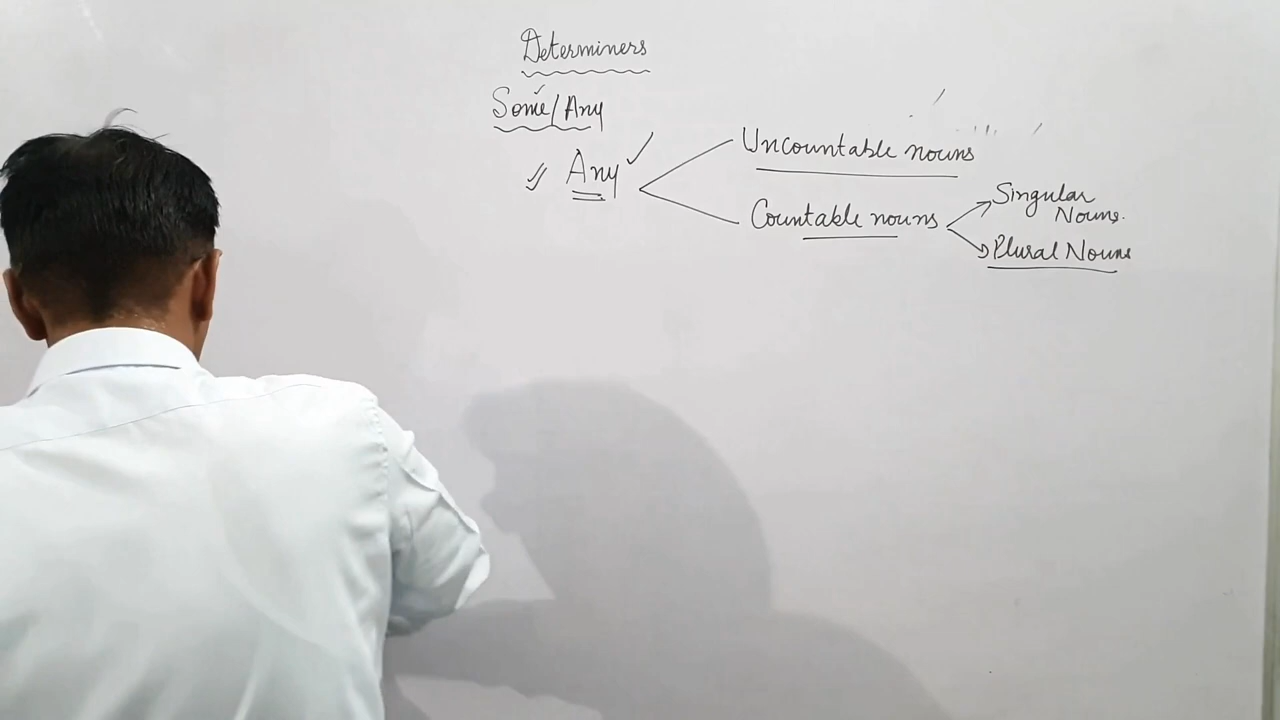 Determiners
Some/Any
Any
Uncountable nouns
Countable nouns
Singular
Nouns.
Plural Nouns